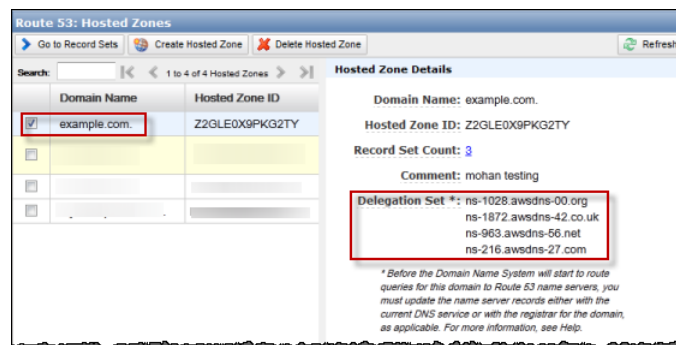 Route 53: Hosted Zones
Go to Record Sets Create Hosted Zone Delete Hosted Zone Refresh
Search: 1 to 4 of 4 Hosted Zones
Domain Name Hosted Zone ID
example.com. Z2GLE0X9PKG2TY
Hosted Zone Details
Domain Name: example.com.
Hosted Zone ID: Z2GLE0X9PKG2TY
Record Set Count: 3
Comment: mohan testing
Delegation Set *: ns-1028.awsdns-00.org
ns-1872.awsdns-42.co.uk
ns-963.awsdns-56.net
ns-216.awsdns-27.com
* Before the Domain Name System will start to route
queries for this domain to Route 53 name servers, you
must update the name server records either with the
current DNS service or with the registrar for the domain,
as applicable. For more information, see Help.